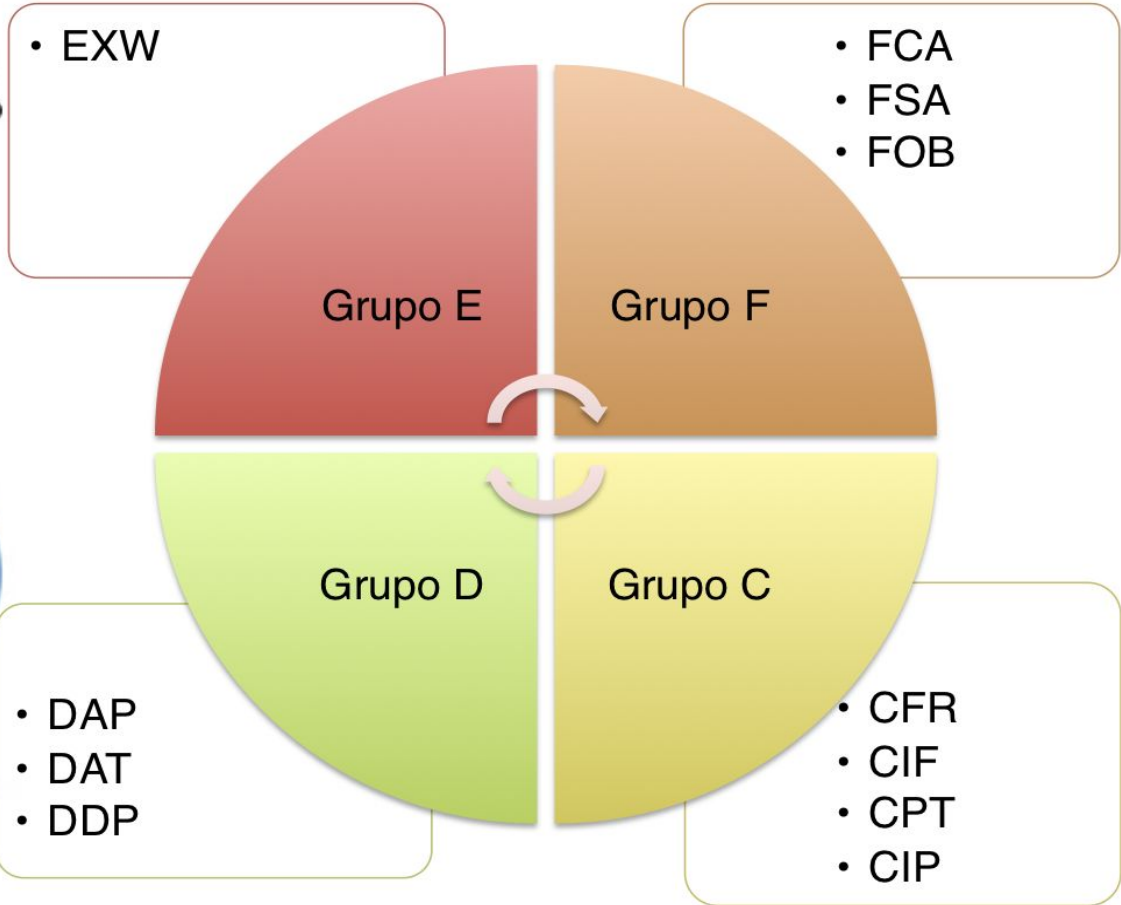 • EXW
• FCA
• FSA
• FOB
Grupo E
Grupo F
Grupo D
Grupo C
• DAP
• DAT
• DDP
• CFR
• CIF
• CPT
• CIP